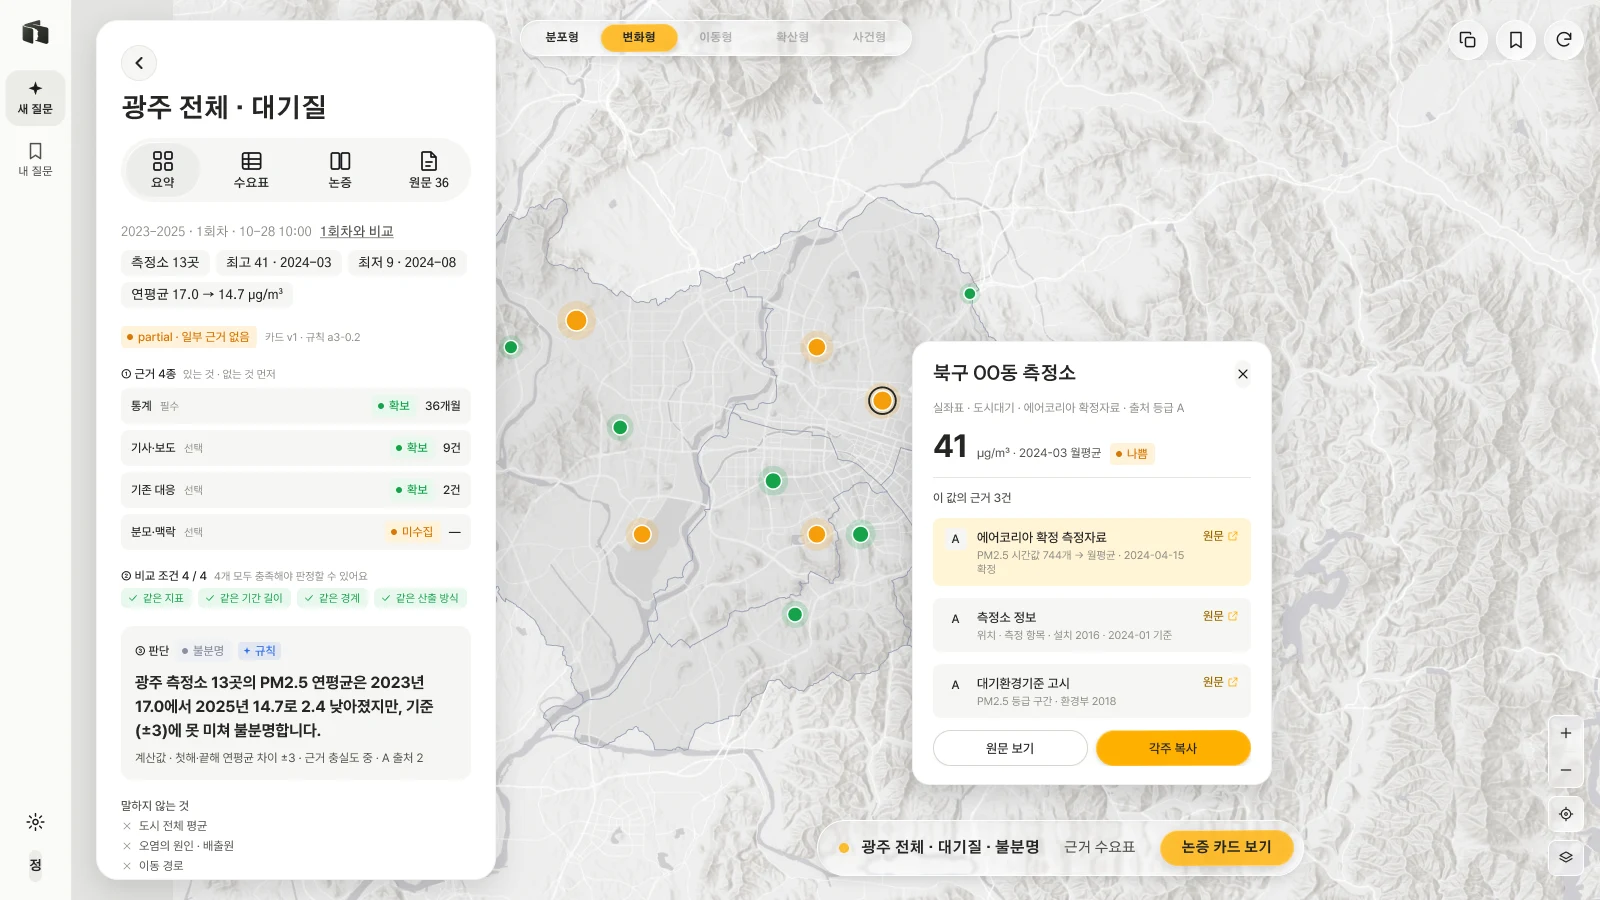 새 질문
내 질문
정
광주 전체 · 대기질
요약
수요표
논증
원문 36
2023–2025 · 1회차 · 10–28 10:00 1회차와 비교
측정소 13곳
최고 41 · 2024–03
최저 9 · 2024–08
연평균 17.0 → 14.7 μg/m³
partial · 일부 근거 없음
카드 v1 · 규칙 a3-0.2
① 근거 4종 있는 것 · 없는 것 먼저
통계 필수 확보 36개월
기사·보도 선택 확보 9건
기존 대응 선택 확보 2건
분모·맥락 선택 미수집 —
② 비교 조건 4 / 4 4개 모두 충족해야 판정할 수 있어요
같은 지표
같은 기간 길이
같은 경계
같은 산출 방식
③ 판단 불분명 규칙
광주 측정소 13곳의 PM2.5 연평균은 2023년
17.0에서 2025년 14.7로 2.4 낮아졌지만, 기준
(±3)에 못 미쳐 불분명합니다.
계산값 · 첫해·끝해 연평균 차이 ±3 · 근거 충실도 중 · A 출처 2
말하지 않는 것
× 도시 전체 평균
× 오염의 원인 · 배출원
× 이동 경로
분포형
변화형
이동형
확산형
사건형
북구 OO동 측정소
실좌표 · 도시대기 · 에어코리아 확정자료 · 출처 등급 A
41 μg/m³ · 2024-03 월평균 나쁨
이 값의 근거 3건
A 에어코리아 확정 측정자료 원문
PM2.5 시간값 744개 → 월평균 · 2024-04-15
확정
A 측정소 정보 원문
위치 · 측정 항목 · 설치 2016 · 2024-01 기준
A 대기환경기준 고시 원문
PM2.5 등급 구간 · 환경부 2018
원문 보기
각주 복사
광주 전체 · 대기질 · 불분명
근거 수요표
논증 카드 보기